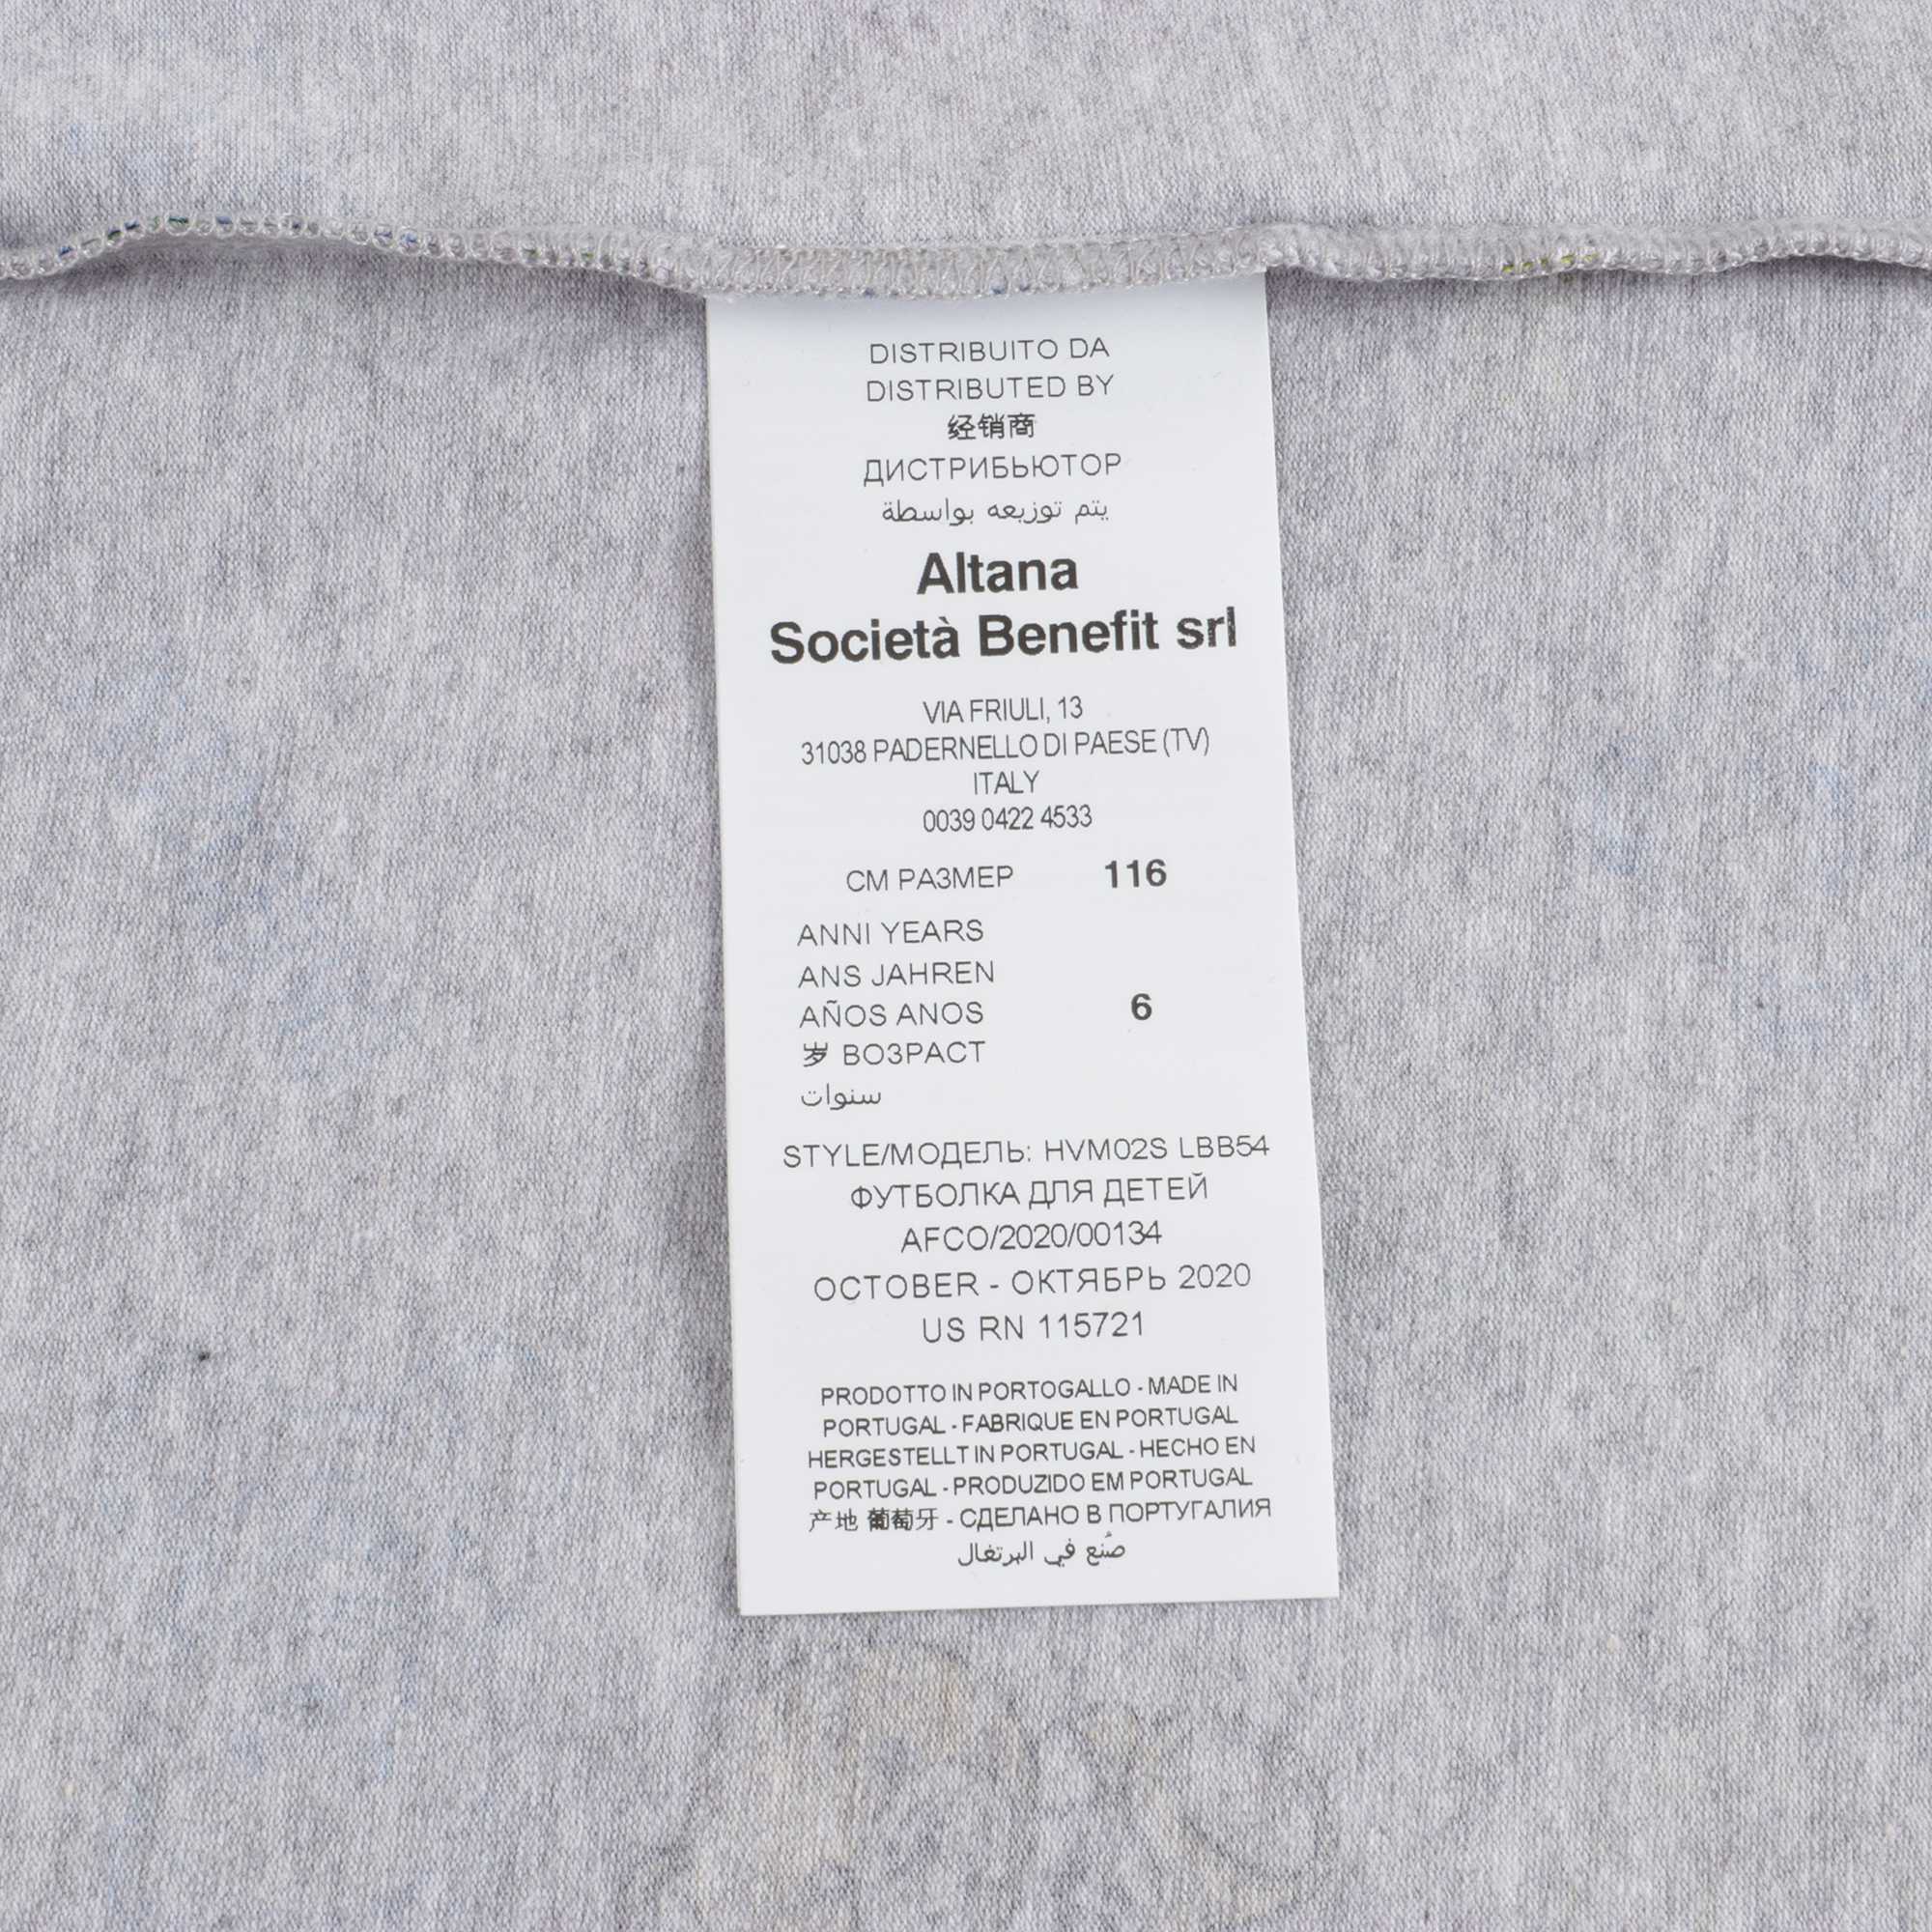 DISTRIBUITO DA
DISTRIBUTED BY
经销商
ДИСТРИБЬЮТОР
يتم توزيعه بواسطة
Altana
Società Benefit srl
VIA FRIULI, 13
31038 PADERNELLO DI PAESE (TV)
ITALY
0039 0422 4533
СМ РАЗМЕР 116
ANNI YEARS
ANS JAHREN
AÑOS ANOS 6
岁 ВОЗРАСТ
سنوات
STYLE/МОДЕЛЬ: HVM02S LBB54
ФУТБОЛКА ДЛЯ ДЕТЕЙ
AFCO/2020/00134
OCTOBER - ОКТЯБРЬ 2020
US RN 115721
PRODOTTO IN PORTOGALLO - MADE IN
PORTUGAL - FABRIQUE EN PORTUGAL
HERGESTELLT IN PORTUGAL - HECHO EN
PORTUGAL - PRODUZIDO EM PORTUGAL
产地 葡萄牙 - СДЕЛАНО В ПОРТУГАЛИЯ
صُنع في البرتغال